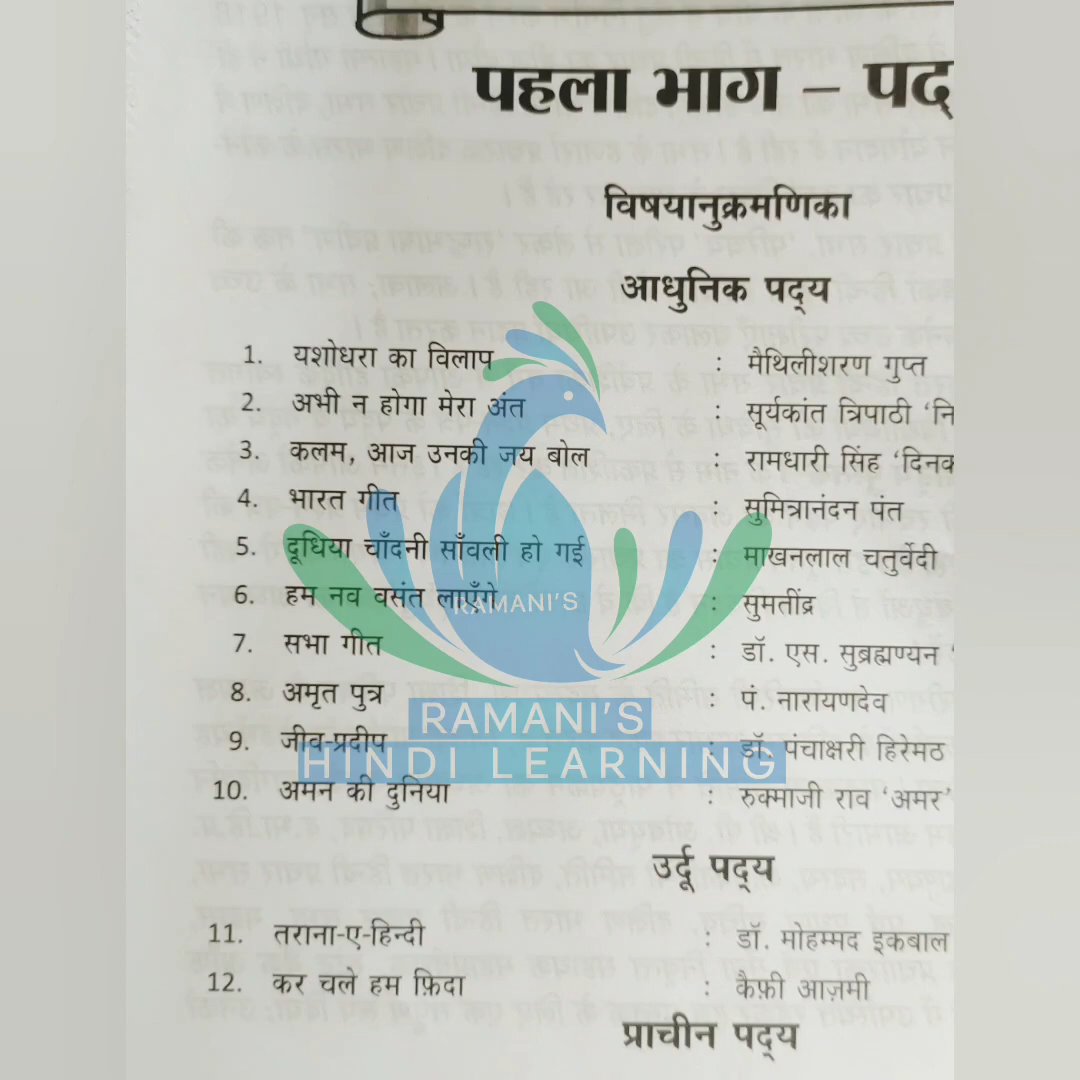 पहला भाग – पद्
विषयानुक्रमणिका
आधुनिक पद्य
1. यशोधरा का विलाप : मैथिलीशरण गुप्त
2. अभी न होगा मेरा अंत : सूर्यकांत त्रिपाठी ‘नि
3. कलम, आज उनकी जय बोल : रामधारी सिंह ‘दिनक
4. भारत गीत : सुमित्रानंदन पंत
5. दूधिया चाँदनी साँवली हो गई : माखनलाल चतुर्वेदी
6. हम नव वसंत लाएँगे : सुमतींद्र
RAMANI'S
7. सभा गीत : डॉ. एस. सुब्रह्मण्यन ‘
8. अमृत पुत्र : पं. नारायणदेव
RAMANI'S
9. जीव-प्रदीप : डॉ. पंचाक्षरी हिरेमठ
HINDI LEARNING
10. अमन की दुनिया : रुक्माजी राव ‘अमर’
उर्दू पद्य
11. तराना-ए-हिन्दी : डॉ. मोहम्मद इकबाल
12. कर चले हम फ़िदा : कैफ़ी आज़मी
प्राचीन पद्य